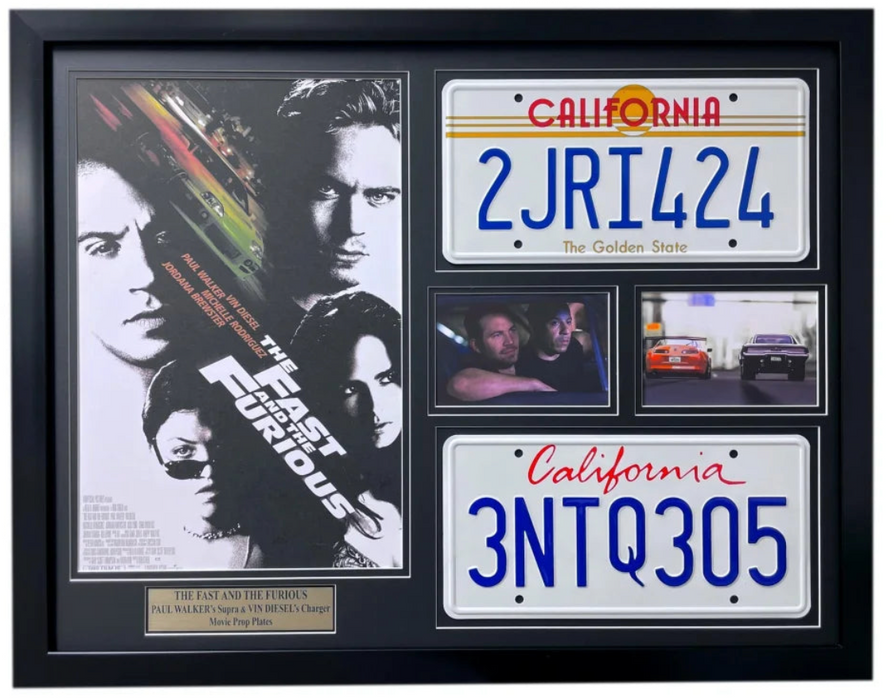 PAUL WALKER VIN DIESEL
JORDANA BREWSTER MICHELLE RODRIGUEZ
THE
FAST
AND THE
FURIOUS
THE FAST AND THE FURIOUS
PAUL WALKER's Supra & VIN DIESEL's Charger
Movie Prop Plates
CALIFORNIA
2JRI424
The Golden State
California
3NTQ305